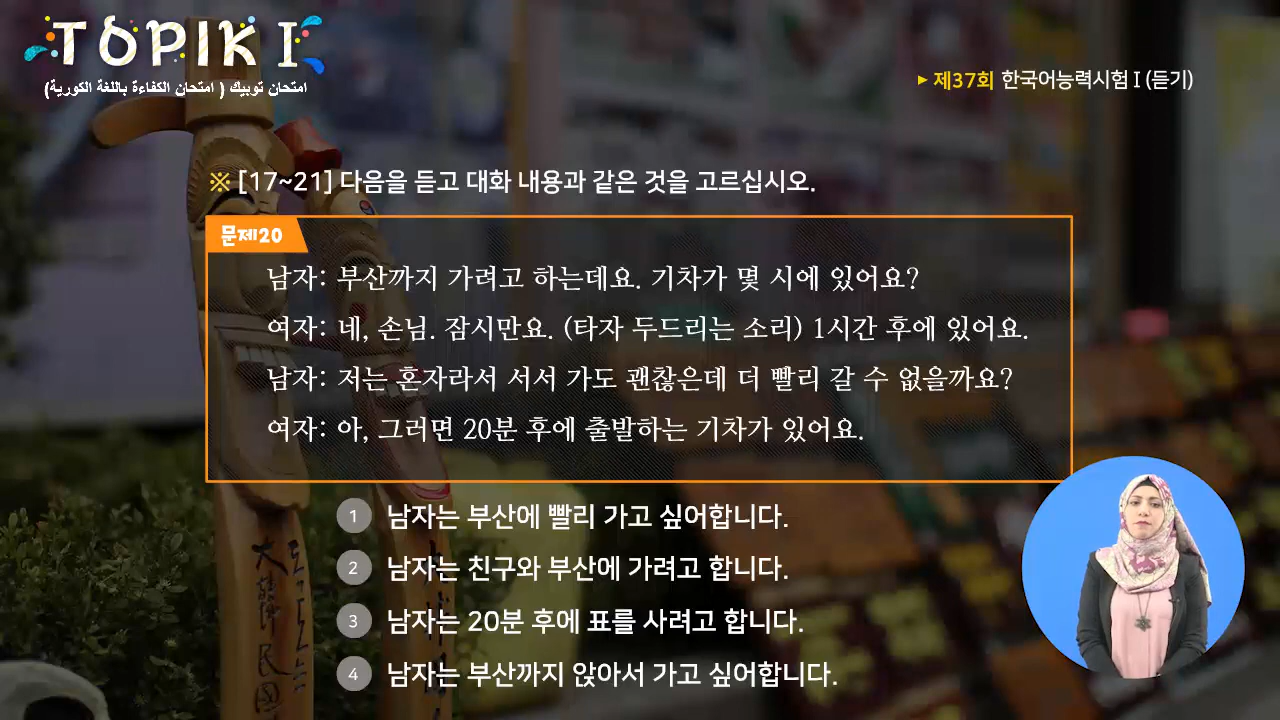 TOPIK I
امتحان توبيك ( امتحان الكفاءة باللغة الكورية)
▶ 제37회 한국어능력시험 I (듣기)
※ [17~21] 다음을 듣고 대화 내용과 같은 것을 고르십시오.
문제20
남자: 부산까지 가려고 하는데요. 기차가 몇 시에 있어요?
여자: 네, 손님. 잠시만요. (타자 두드리는 소리) 1시간 후에 있어요.
남자: 저는 혼자라서 서서 가도 괜찮은데 더 빨리 갈 수 없을까요?
여자: 아, 그러면 20분 후에 출발하는 기차가 있어요.
1 남자는 부산에 빨리 가고 싶어합니다.
2 남자는 친구와 부산에 가려고 합니다.
3 남자는 20분 후에 표를 사려고 합니다.
4 남자는 부산까지 앉아서 가고 싶어합니다.
大韓民国